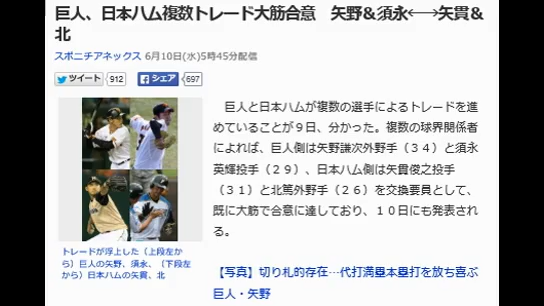 巨人、日本ハム複数トレード大筋合意　矢野＆須永←→矢貫＆
北
スポニチアネックス 6月10日(水)5時45分配信
ツイート 912 シェア 697
　巨人と日本ハムが複数の選手によるトレードを進
めていることが９日、分かった。複数の球界関係者
によれば、巨人側は矢野謙次外野手（３４）と須永
英輝投手（２９）、日本ハム側は矢貫俊之投手
（３１）と北篤外野手（２６）を交換要員として、
既に大筋で合意に達しており、１０日にも発表され
る。
トレードが浮上した（上段左か
ら）巨人の矢野、須永、（下段左
から）日本ハムの矢貫、北
【写真】切り札的存在…代打満塁本塁打を放ち喜ぶ
巨人・矢野